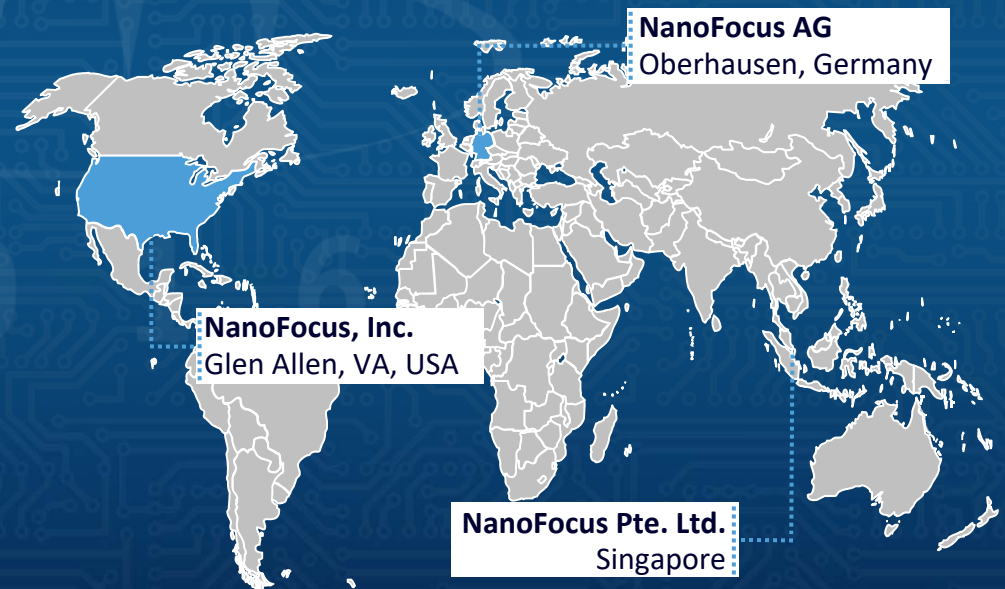 NanoFocus AG
Oberhausen, Germany
NanoFocus, Inc.
Glen Allen, VA, USA
NanoFocus Pte. Ltd.
Singapore